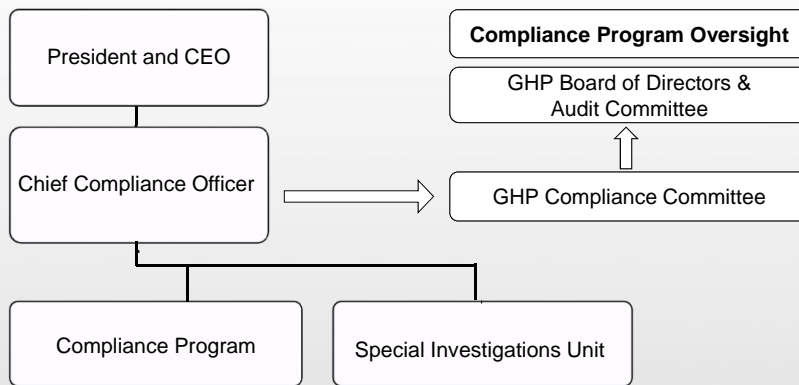 President and CEO
Compliance Program Oversight
GHP Board of Directors &
Audit Committee
Chief Compliance Officer
GHP Compliance Committee
Compliance Program
Special Investigations Unit